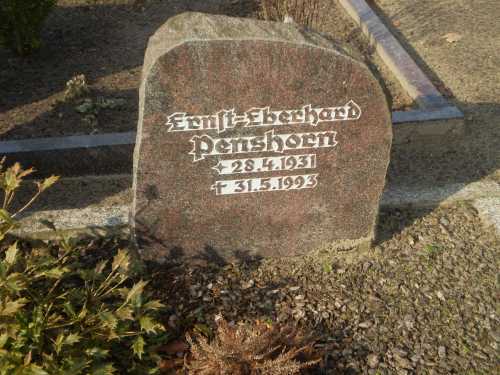 Ernst-Eberhard
Penshorn
✦ 28.4.1931
✝ 31.5.1993